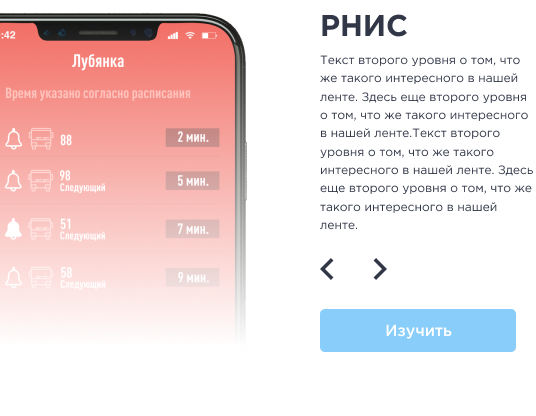 :42
Лубянка
Время указано согласно расписания
88
2 мин.
98
Следующий
5 мин.
51
Следующий
7 мин.
58
Следующий
9 мин.
РНИС
Текст второго уровня о том, что
же такого интересного в нашей
ленте. Здесь еще второго уровня
о том, что же такого интересного
в нашей ленте.Текст второго
уровня о том, что же такого
интересного в нашей ленте. Здесь
еще второго уровня о том, что же
такого интересного в нашей
ленте.
Изучить